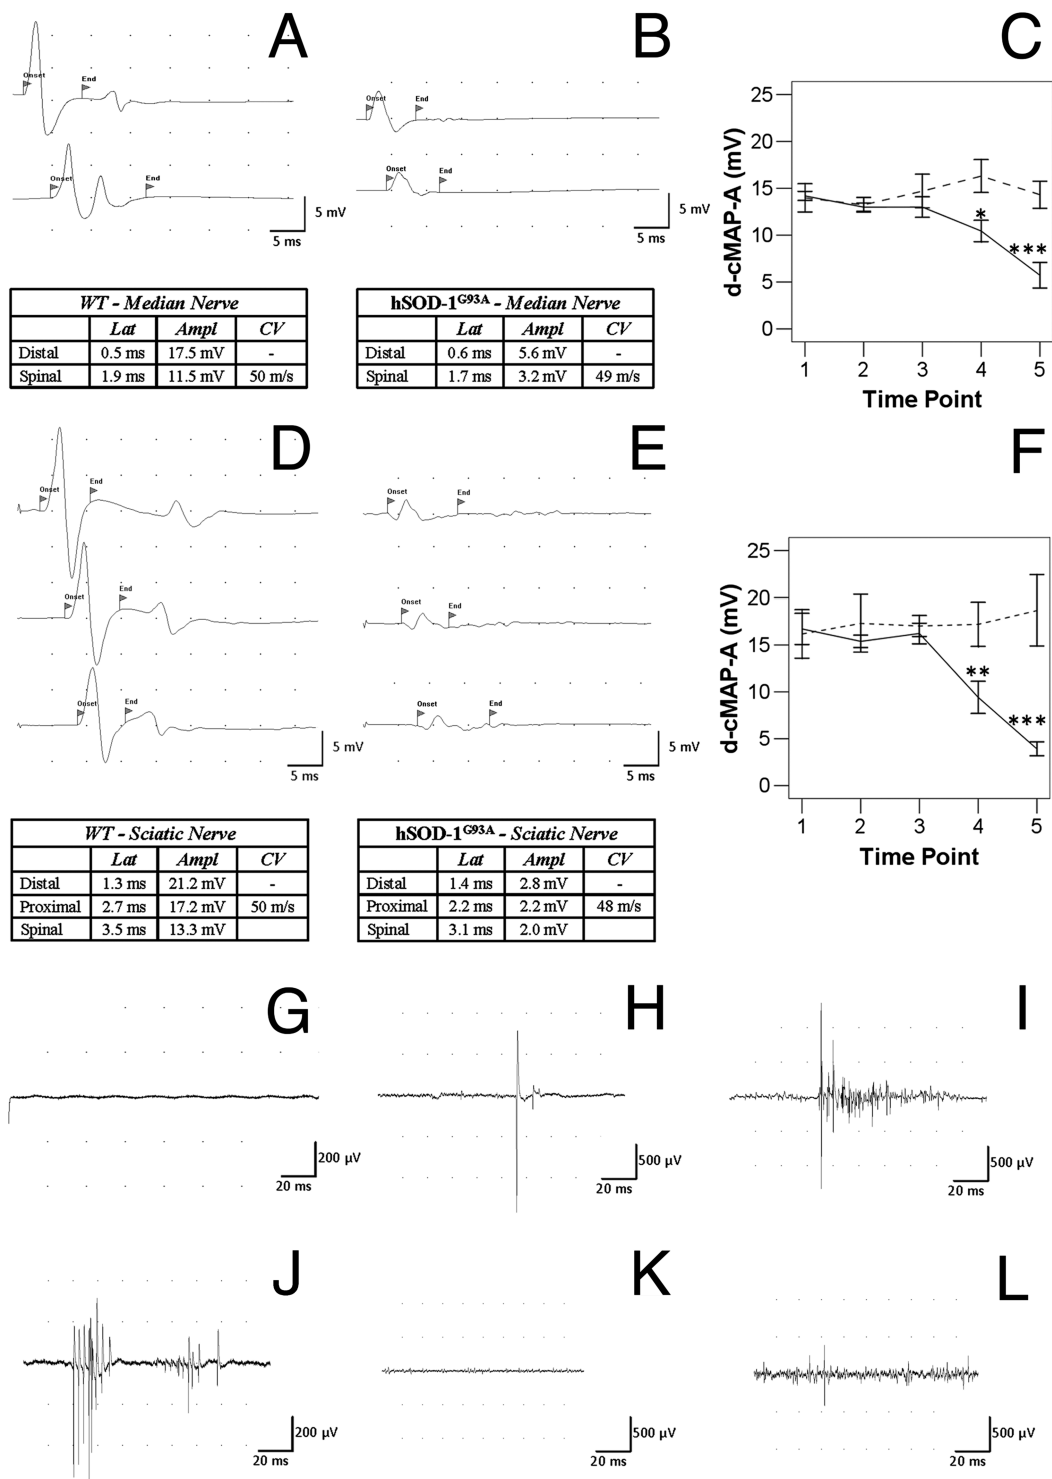 A
B
C
Onset
End
Onset
End
5 mV
5 ms
Onset
End
Onset
End
5 mV
5 ms
d-cMAP-A (mV)
25
20
15
10
5
0
*
***
1 2 3 4 5
Time Point
WT - Median Nerve
Lat Ampl CV
Distal 0.5 ms 17.5 mV -
Spinal 1.9 ms 11.5 mV 50 m/s
hSOD-1G93A - Median Nerve
Lat Ampl CV
Distal 0.6 ms 5.6 mV -
Spinal 1.7 ms 3.2 mV 49 m/s
D
E
F
Onset
End
Onset
End
Onset
End
5 mV
5 ms
Onset
End
Onset
End
Onset
End
5 mV
5 ms
d-cMAP-A (mV)
25
20
15
10
5
0
**
***
1 2 3 4 5
Time Point
WT - Sciatic Nerve
Lat Ampl CV
Distal 1.3 ms 21.2 mV -
Proximal 2.7 ms 17.2 mV 50 m/s
Spinal 3.5 ms 13.3 mV
hSOD-1G93A - Sciatic Nerve
Lat Ampl CV
Distal 1.4 ms 2.8 mV -
Proximal 2.2 ms 2.2 mV 48 m/s
Spinal 3.1 ms 2.0 mV
G
200 µV
20 ms
H
500 µV
20 ms
I
500 µV
20 ms
J
200 µV
20 ms
K
500 µV
20 ms
L
500 µV
20 ms